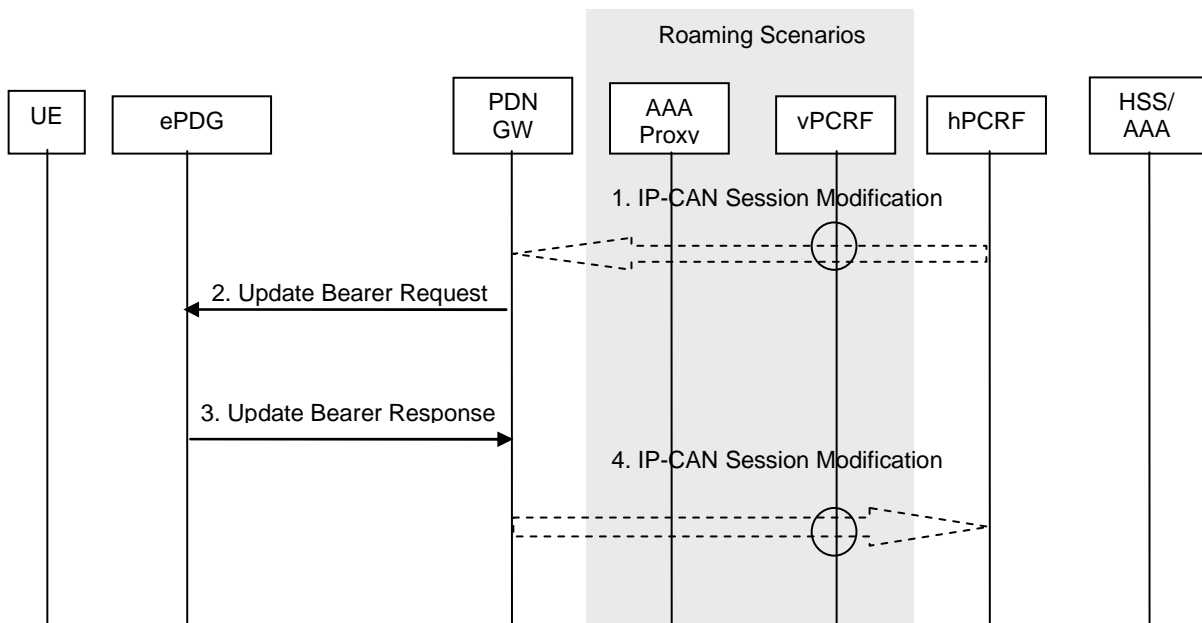 Roaming Scenarios
UE
ePDG
PDN
GW
AAA
Proxy
vPCRF
hPCRF
HSS/
AAA
1. IP-CAN Session Modification
2. Update Bearer Request
3. Update Bearer Response
4. IP-CAN Session Modification